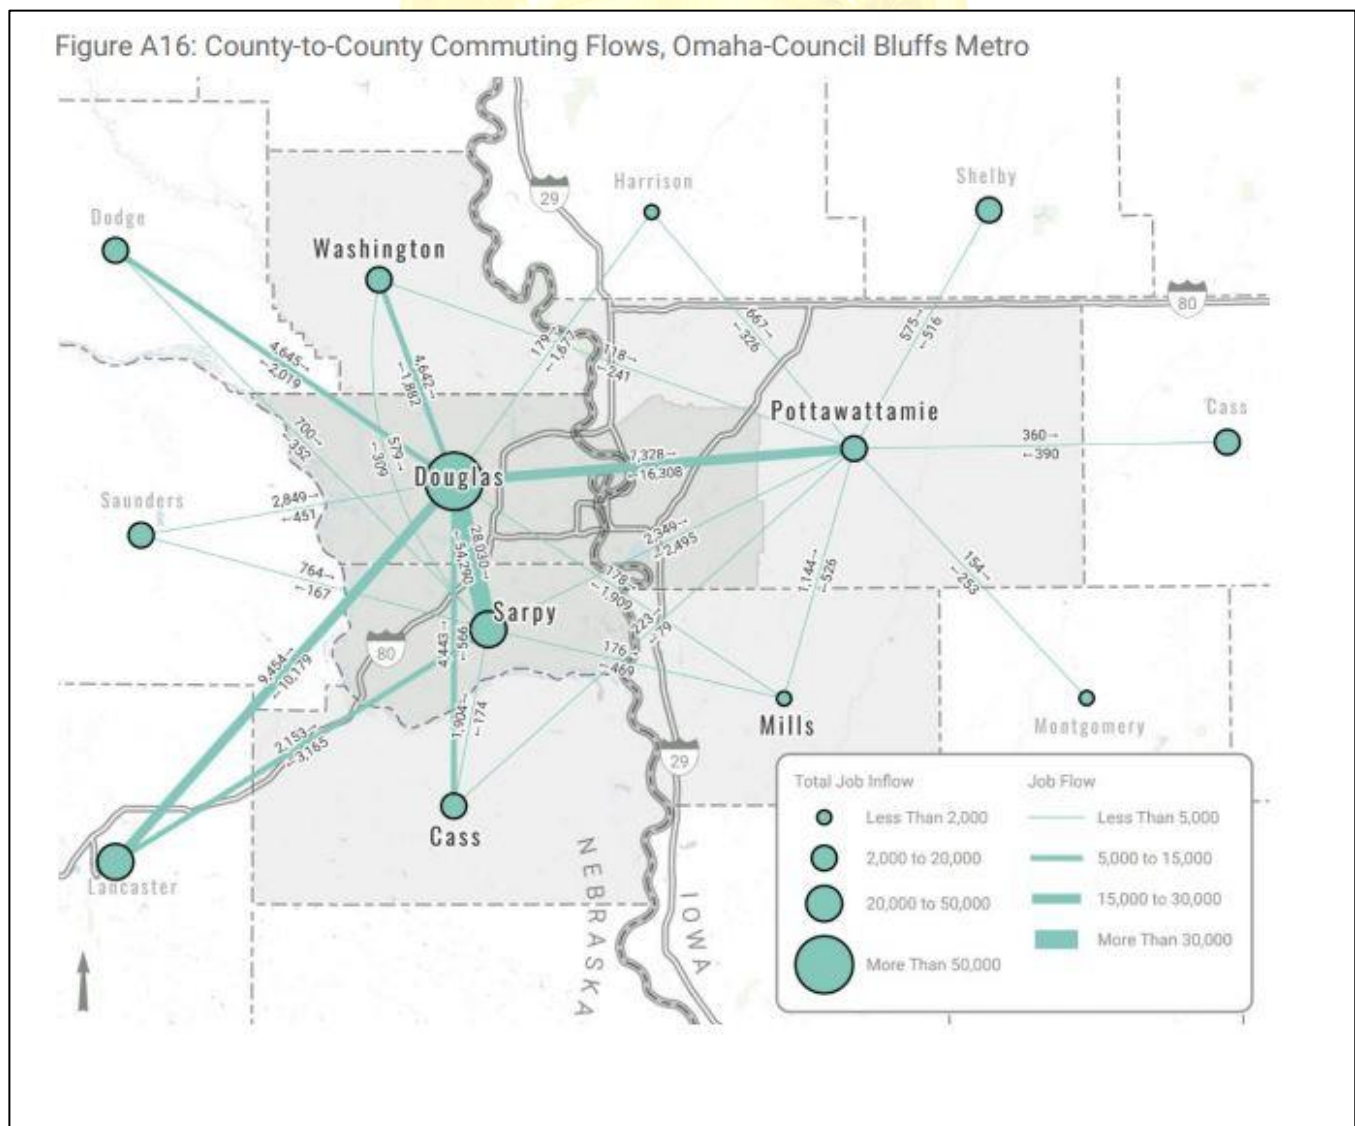 Figure A16: County-to-County Commuting Flows, Omaha-Council Bluffs Metro
Harrison
Shelby
29
Dodge
Washington
80
667→
←326
575→
←516
179→
←1,677
118→
←241
4,645→
←2,019
4,642→
←1,882
Pottawattamie
Cass
360→
←390
700→
←352
579→
←309
Douglas
7,328→
←16,308
Saunders
2,849→
←451
28,030→
←54,290
2,349→
←2,495
764→
←167
178→
←1,909
1,144→
←526
154→
←253
Sarpy
80
4,443→
←566
223→
←79
176→
←469
9,454→
←10,179
Mills
Montgomery
1,904→
←174
2,153→
←3,165
29
Cass
Lancaster
NEBRASKA
IOWA
Total Job Inflow
Less Than 2,000
2,000 to 20,000
20,000 to 50,000
More Than 50,000
Job Flow
Less Than 5,000
5,000 to 15,000
15,000 to 30,000
More Than 30,000